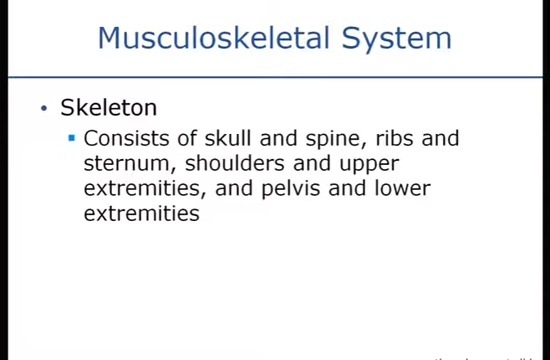 Musculoskeletal System
• Skeleton
▪ Consists of skull and spine, ribs and
sternum, shoulders and upper
extremities, and pelvis and lower
extremities